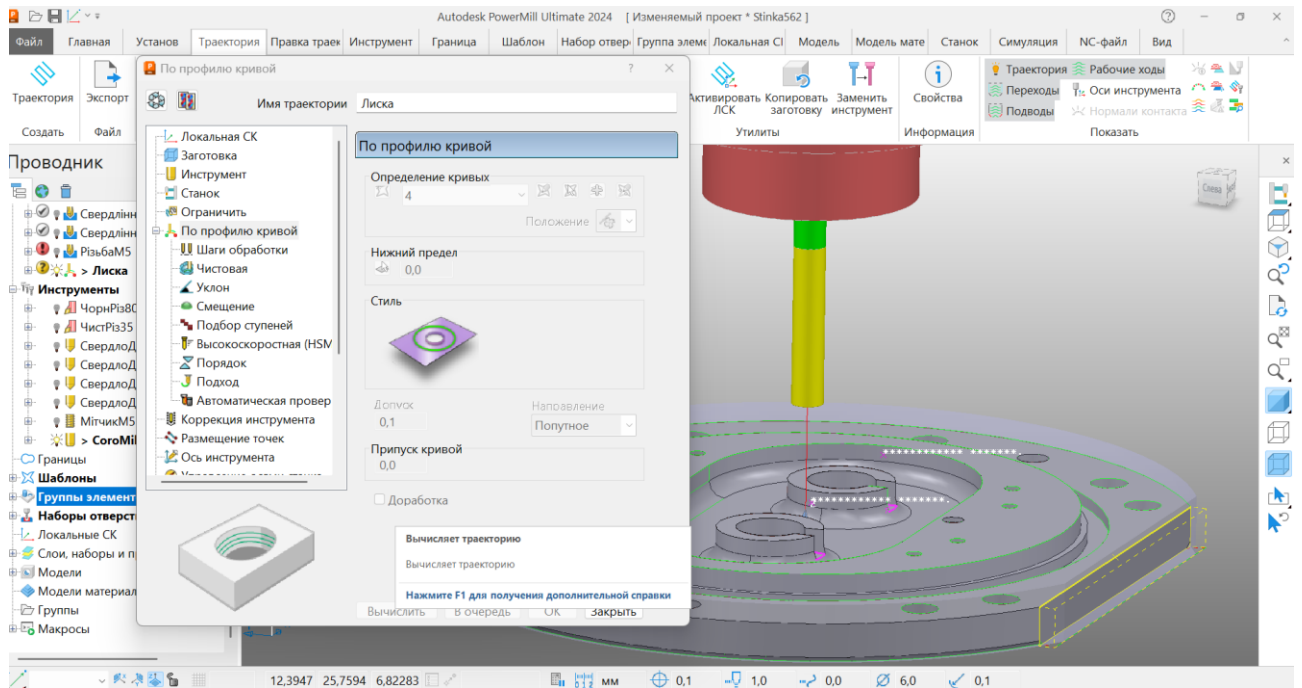 Autodesk PowerMill Ultimate 2024 [ Изменяемый проект * Stinka562 ]
Файл Главная Установ Траектория Правка траек Инструмент Граница Шаблон Набор отвер Группа элеме Локальная СІ Модель Модель мате Станок Симуляция NC-файл Вид
Траектория Экспорт
Создать Файл
По профилю кривой ? ×
Имя траектории Лиска
Активировать ЛСК Копировать заготовку Заменить инструмент
Утилиты
Свойства
Информация
Траектория Рабочие ходы
Переходы Оси инструмента
Подводы Нормали контакта
Показать
Проводник
Свердлінн
Свердлінн
РізьбаМ5
> Лиска
Инструменты
ЧорнРіз80
ЧистРіз35
СвердлоД
СвердлоД
СвердлоД
СвердлоД
МітчикМ5
> CoroMil
Границы
Шаблоны
Группы элемент
Наборы отверст
Локальные СК
Слои, наборы и п
Модели
Модели материал
Группы
Макросы
Локальная СК
Заготовка
Инструмент
Станок
Ограничить
По профилю кривой
Шаги обработки
Чистовая
Уклон
Смещение
Подбор ступеней
Высокоскоростная (HSM
Порядок
Подход
Автоматическая провер
Коррекция инструмента
Размещение точек
Ось инструмента
По профилю кривой
Определение кривых
4
Положение
Нижний предел
0,0
Стиль
Допуск Направление
0,1 Попутное
Припуск кривой
0,0
Доработка
Вычисляет траекторию
Вычисляет траекторию
Нажмите F1 для получения дополнительной справки
Вычислить В очередь ОК Закрыть
Слева
12,3947 25,7594 6,82283 мм 0,1 1,0 0,0 6,0 0,1